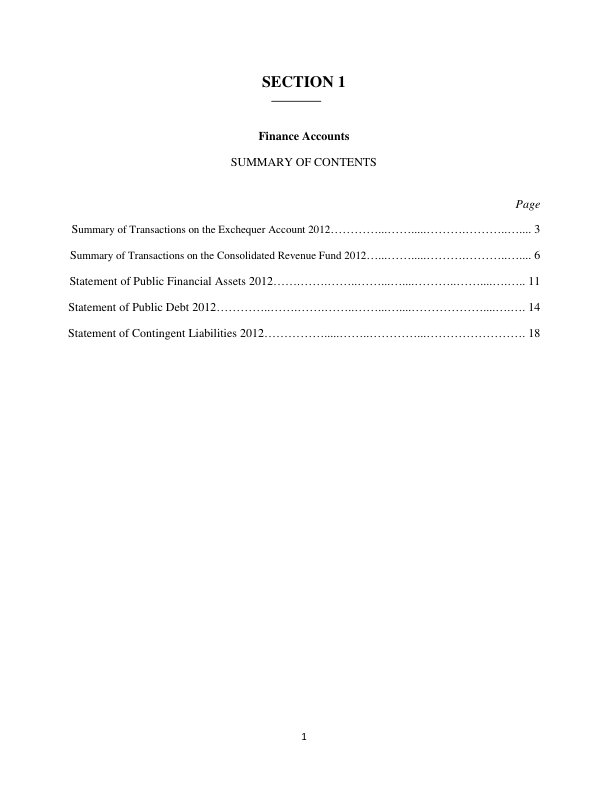 SECTION 1
Finance Accounts
SUMMARY OF CONTENTS
Page
Summary of Transactions on the Exchequer Account 2012…………...…….....……….……….…..... 3
Summary of Transactions on the Consolidated Revenue Fund 2012…...…….....……….……….…..... 6
Statement of Public Financial Assets 2012…….…….……..……...…...……….……...….…….. 11
Statement of Public Debt 2012…………..…….……..……...…...…………………...….…….. 14
Statement of Contingent Liabilities 2012……………....……..…………...……………………. 18
1